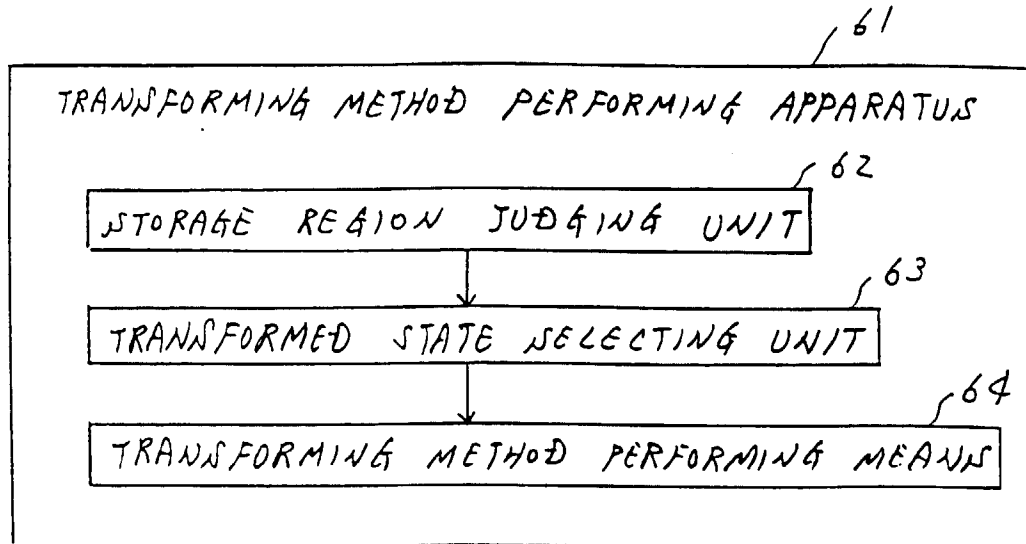 61
TRANSFORMING METHOD PERFORMING APPARATUS
62
STORAGE REGION JUDGING UNIT
63
TRANSFORMED STATE SELECTING UNIT
64
TRANSFORMING METHOD PERFORMING MEANS